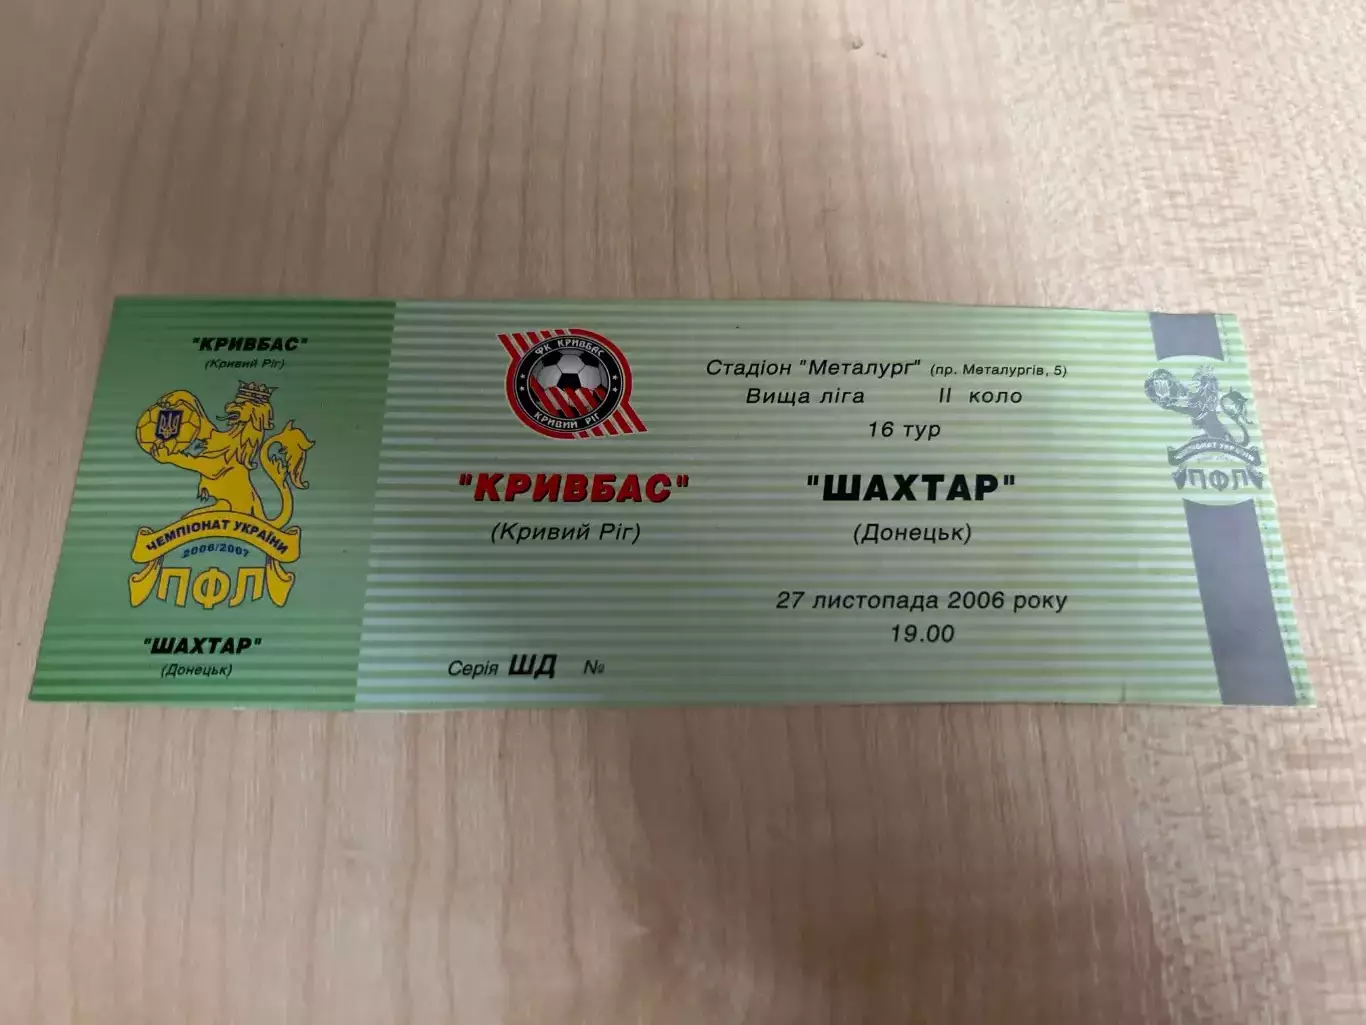 "КРИВБАС"
(Кривий Ріг)
ЧЕМПІОНАТ УКРАЇНИ
2006/2007
ПФЛ
"ШАХТАР"
(Донецьк)
ФК КРИВБАС
КРИВИЙ РІГ
Стадіон "Металург" (пр. Металургів, 5)
Вища ліга II коло
16 тур
"КРИВБАС" "ШАХТАР"
(Кривий Ріг) (Донецьк)
27 листопада 2006 року
19.00
Серія ШД №
ЧЕМПІОНАТ УКРАЇНИ
ПФЛ